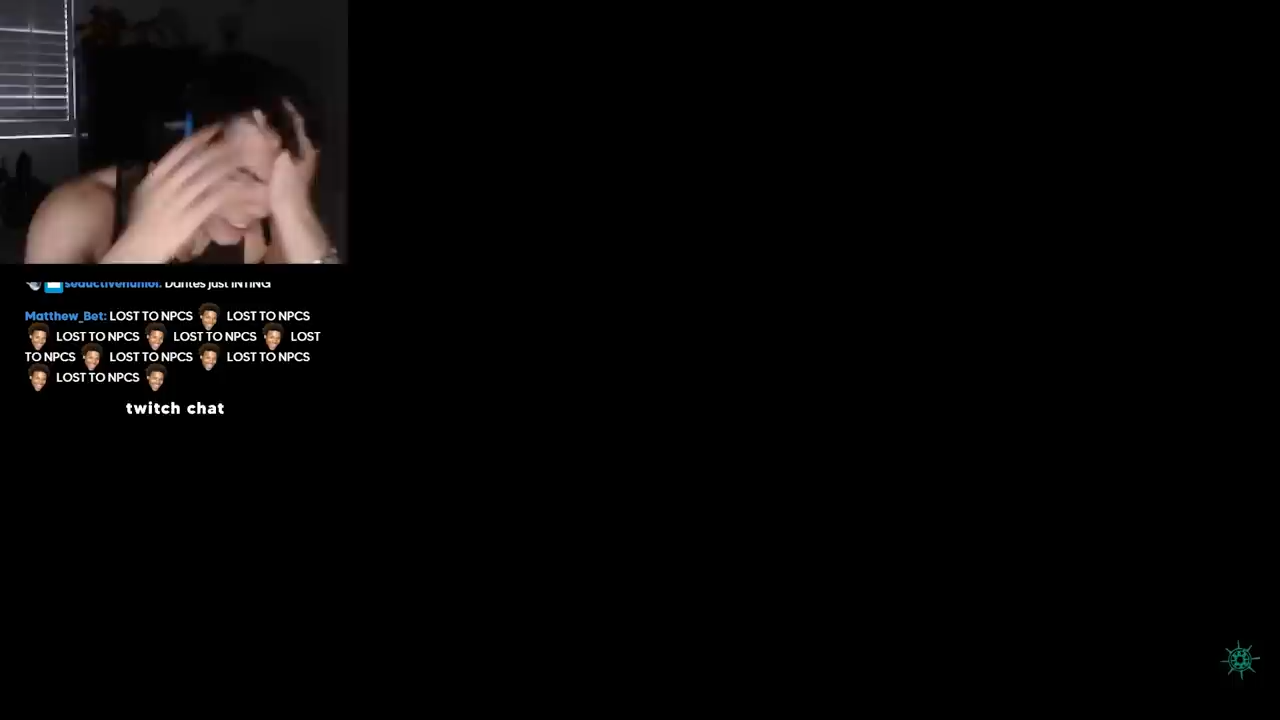 Dantes just INTING
Matthew_Bet: LOST TO NPCS LOST TO NPCS
LOST TO NPCS LOST TO NPCS LOST
TO NPCS LOST TO NPCS LOST TO NPCS
LOST TO NPCS
twitch chat